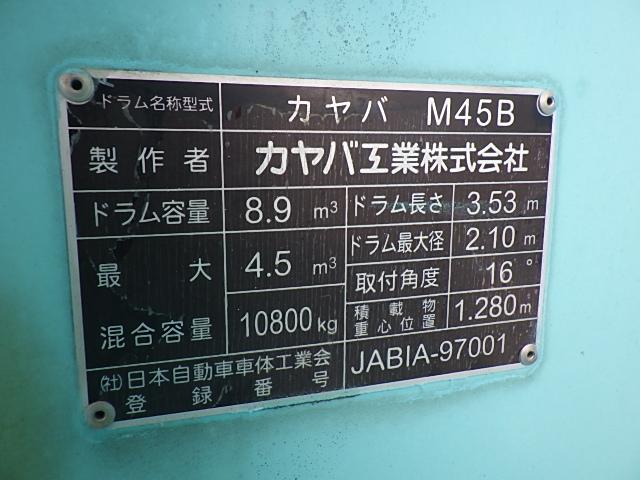 ドラム名称型式 カヤバ M45B
製作者 カヤバ工業株式会社
ドラム容量 8.9 m3 ドラム長さ 3.53 m
ドラム最大径 2.10 m
最大 4.5 m3 取付角度 16°
混合容量 10800kg 積載物重心位置 1.280m
(社)日本自動車車体工業会
登録番号 JABIA-97001